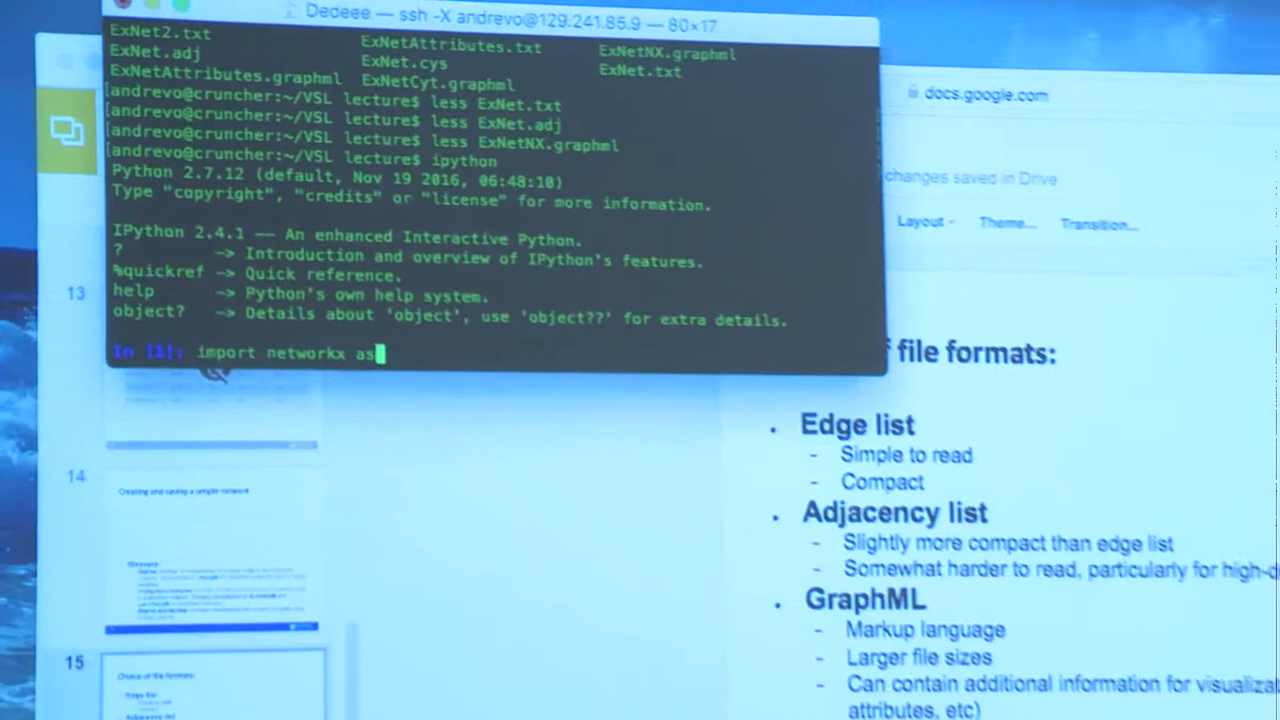 Dedeee — ssh -X andrevo@129.241.85.9 — 80×17
ExNet2.txt ExNetAttributes.txt ExNetNX.graphml
ExNet.adj ExNet.cys ExNet.txt
ExNetAttributes.graphml ExNetCyt.graphml
[andrevo@cruncher:~/VSL lecture$ less ExNet.txt
[andrevo@cruncher:~/VSL lecture$ less ExNet.adj
[andrevo@cruncher:~/VSL lecture$ less ExNetNX.graphml
[andrevo@cruncher:~/VSL lecture$ ipython
Python 2.7.12 (default, Nov 19 2016, 06:48:10)
Type "copyright", "credits" or "license" for more information.
IPython 2.4.1 — An enhanced Interactive Python.
? -> Introduction and overview of IPython's features.
%quickref -> Quick reference.
help -> Python's own help system.
object? -> Details about 'object', use 'object??' for extra details.
In [1]: import networkx as
docs.google.com
changes saved in Drive
Layout Theme... Transition...
13
14
Creating and saving a simple network
Glossary:
15
Choice of file formats:
Edge list
file formats:
• Edge list
- Simple to read
- Compact
• Adjacency list
- Slightly more compact than edge list
- Somewhat harder to read, particularly for high-d
• GraphML
- Markup language
- Larger file sizes
- Can contain additional information for visualizat
attributes, etc)